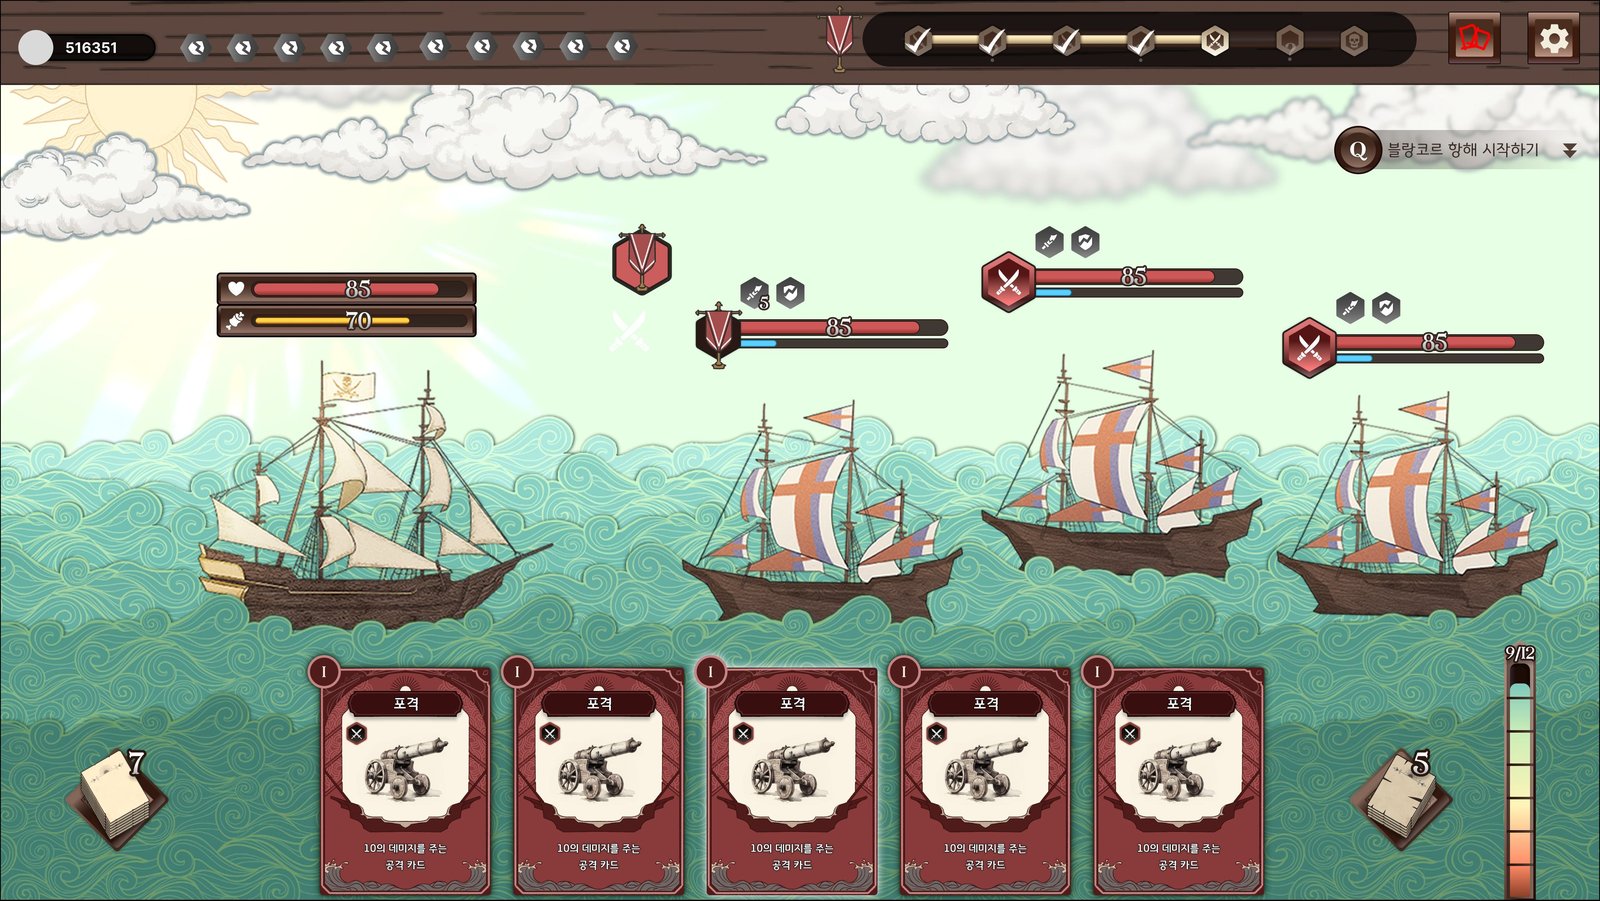 516351
Q 블랑코르 항해 시작하기
85
70
5
85
85
85
9/12
I
I
I
I
I
포격
포격
포격
포격
포격
10의 데미지를 주는
공격 카드
10의 데미지를 주는
공격 카드
10의 데미지를 주는
공격 카드
10의 데미지를 주는
공격 카드
10의 데미지를 주는
공격 카드
7
5